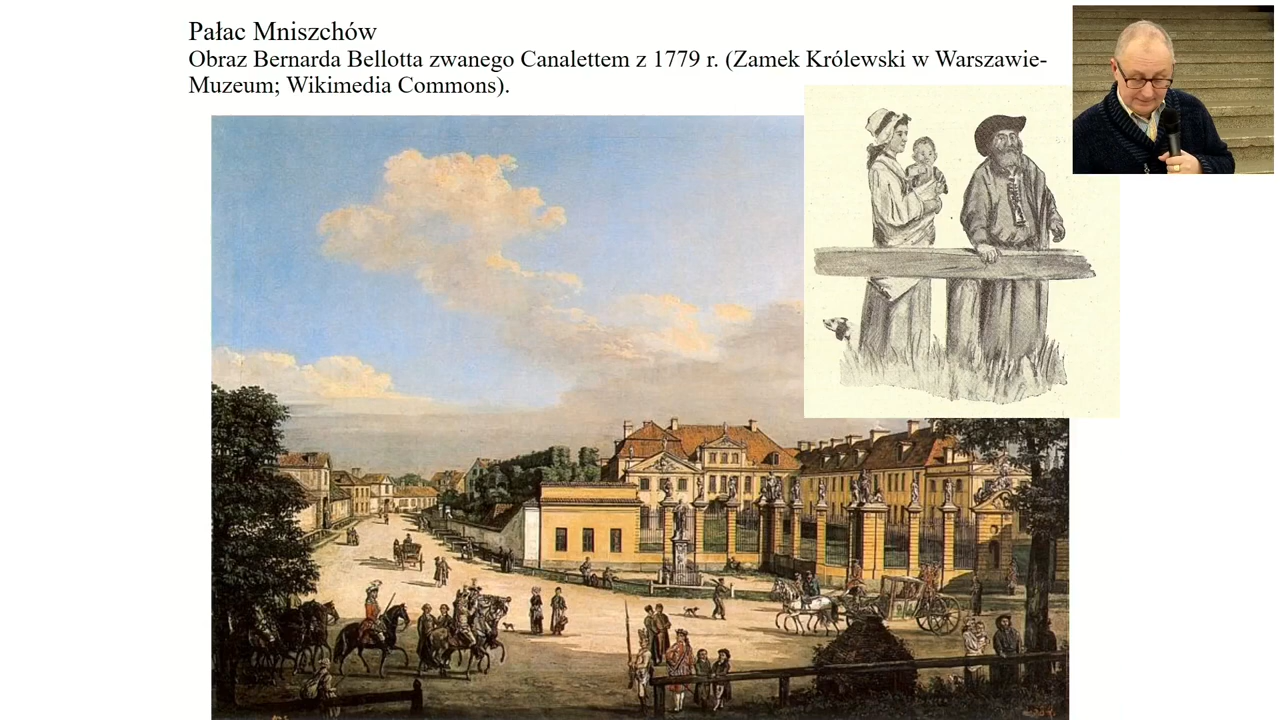 Pałac Mniszchów
Obraz Bernarda Bellotta zwanego Canalettem z 1779 r. (Zamek Królewski w Warszawie-
Muzeum; Wikimedia Commons).